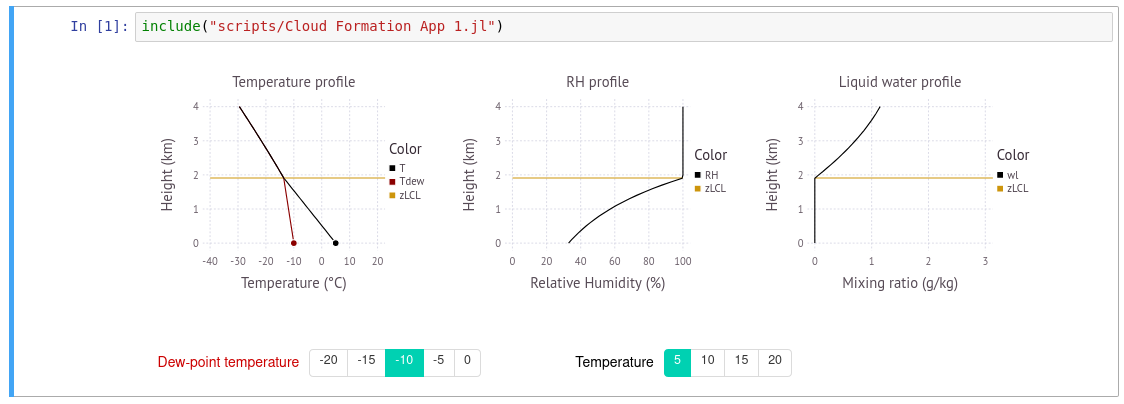 In [1]: include("scripts/Cloud Formation App 1.jl")
Temperature profile
Height (km)
4
3
2
1
0
-40 -30 -20 -10 0 10 20
Temperature (°C)
Color
T
Tdew
zLCL
RH profile
Height (km)
4
3
2
1
0
0 20 40 60 80 100
Relative Humidity (%)
Color
RH
zLCL
Liquid water profile
Height (km)
4
3
2
1
0
0 1 2 3
Mixing ratio (g/kg)
Color
wl
zLCL
Dew-point temperature -20 -15 -10 -5 0
Temperature 5 10 15 20